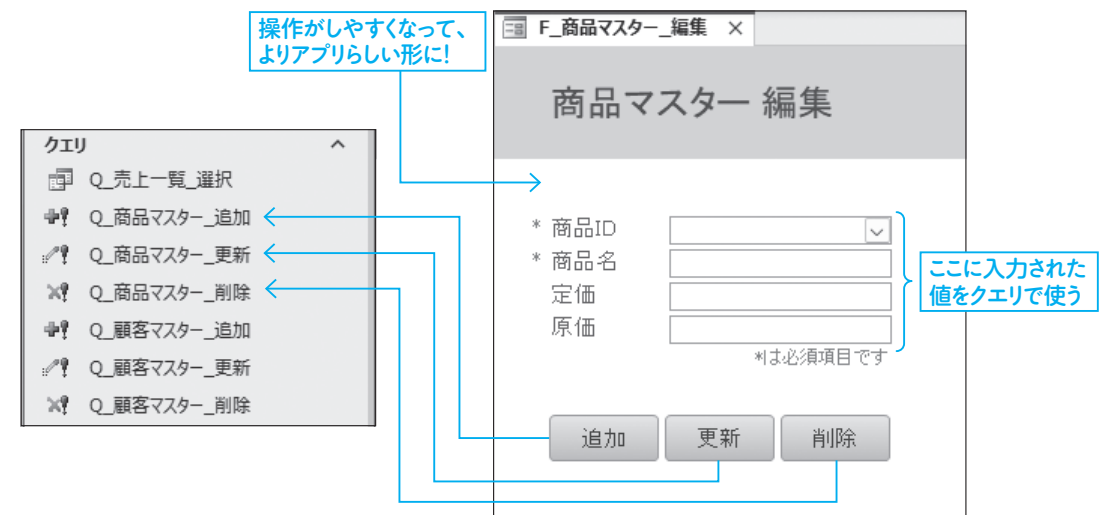 操作がしやすくなって、
よりアプリらしい形に!
クエリ
Q_売上一覧_選択
Q_商品マスター_追加
Q_商品マスター_更新
Q_商品マスター_削除
Q_顧客マスター_追加
Q_顧客マスター_更新
Q_顧客マスター_削除
F_商品マスター_編集
商品マスター 編集
* 商品ID
* 商品名
定価
原価
*は必須項目です
追加 更新 削除
ここに入力された
値をクエリで使う